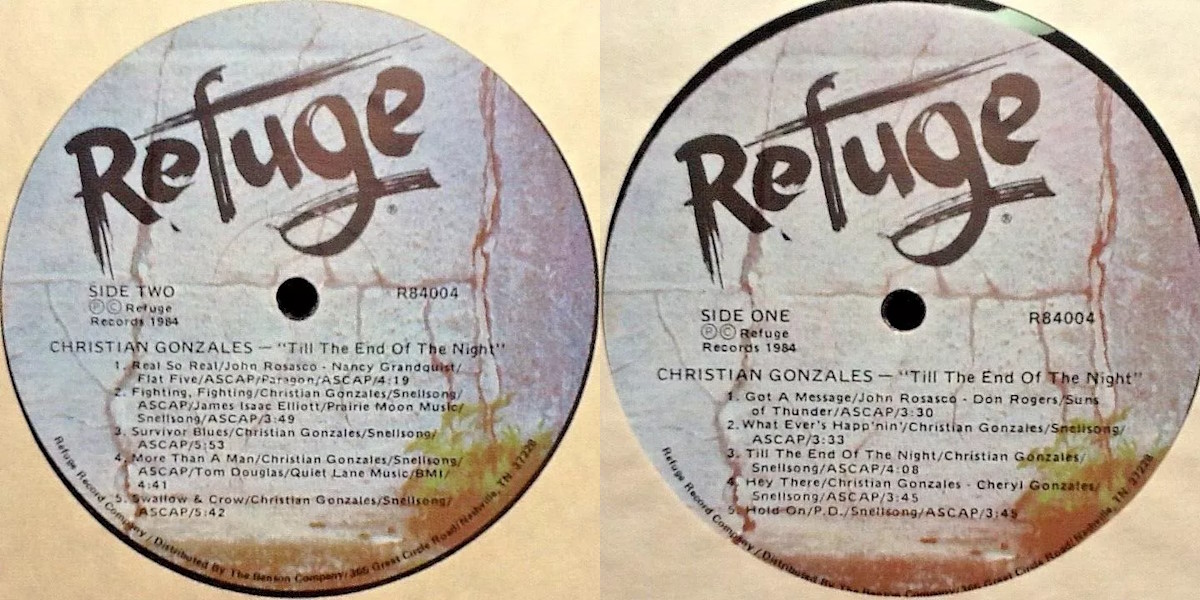 Refuge®
SIDE TWO
R84004
℗© Refuge
Records 1984
CHRISTIAN GONZALES — "Till The End Of The Night"
1. Real So Real/John Rosasco - Nancy Grandquist/
Flat Five/ASCAP/Paragon/ASCAP/4:19
2. Fighting, Fighting/Christian Gonzales/Snellsong/
ASCAP/James Isaac Elliott/Prairie Moon Music/
Snellsong/ASCAP/3:49
3. Survivor Blues/Christian Gonzales/Snellsong/
ASCAP/5:53
4. More Than A Man/Christian Gonzales/Snellsong/
ASCAP/Tom Douglas/Quiet Lane Music/BMI/
4:41
5. Swallow & Crow/Christian Gonzales/Snellsong/
ASCAP/5:42
Refuge Record Company/Distributed By The Benson Company/365 Great Circle Road/Nashville, TN. 37228
Refuge®
SIDE ONE
R84004
℗© Refuge
Records 1984
CHRISTIAN GONZALES — "Till The End Of The Night"
1. Got A Message/John Rosasco - Don Rogers/Suns
of Thunder/ASCAP/3:30
2. What Ever's Happ'nin'/Christian Gonzales/Snellsong/
ASCAP/3:33
3. Till The End Of The Night/Christian Gonzales/
Snellsong/ASCAP/4:08
4. Hey There/Christian Gonzales - Cheryl Gonzales/
Snellsong/ASCAP/3:45
5. Hold On/P.D./Snellsong/ASCAP/3:45
Refuge Record Company/Distributed By The Benson Company/365 Great Circle Road/Nashville, TN. 37228